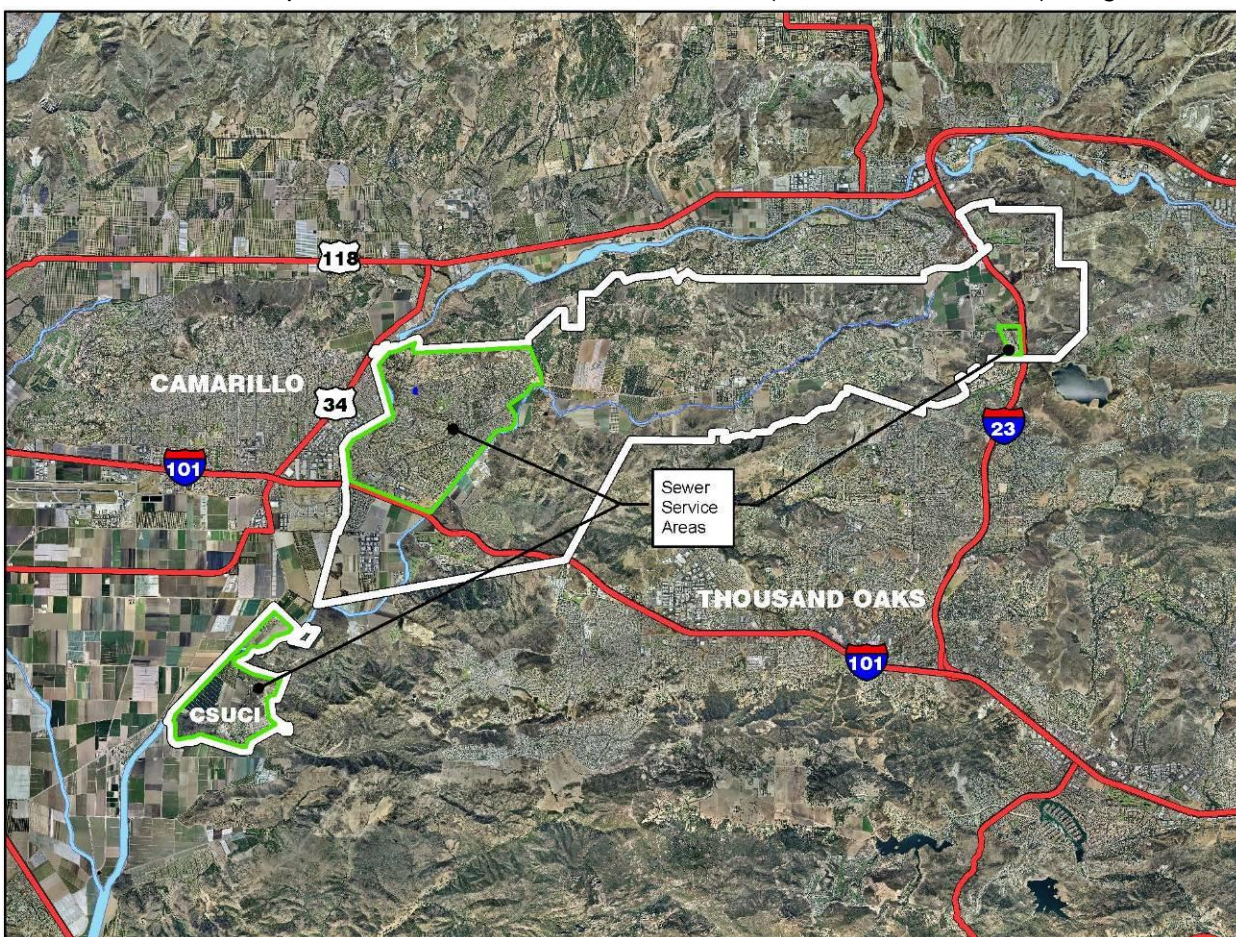 118
CAMARILLO
34
101
23
Sewer
Service
Areas
THOUSAND OAKS
101
CSUCI